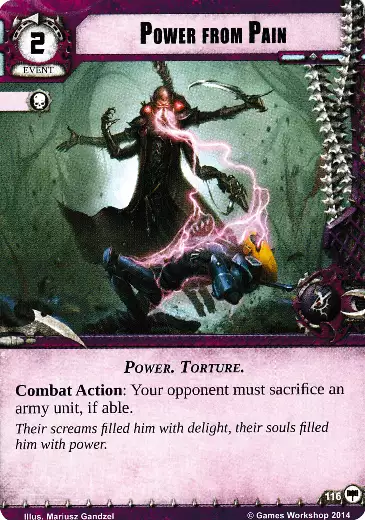 2
POWER FROM PAIN
EVENT
POWER. TORTURE.
Combat Action: Your opponent must sacrifice an
army unit, if able.
Their screams filled him with delight, their souls filled
him with power.
116
Illus. Mariusz Gandzel
© Games Workshop 2014